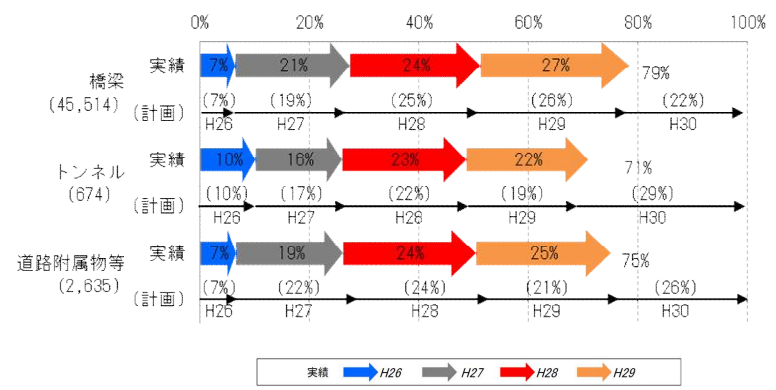 0% 20% 40% 60% 80% 100%
実績 7% 21% 24% 27% 79%
橋梁
(45,514)
(7%) (19%) (25%) (26%) (22%)
(計画)
H26 H27 H28 H29 H30
実績 10% 16% 23% 22% 71%
トンネル
(674)
(10%) (17%) (22%) (19%) (29%)
(計画)
H26 H27 H28 H29 H30
実績 7% 19% 24% 25% 75%
道路附属物等
(2,635)
(7%) (22%) (24%) (21%) (26%)
(計画)
H26 H27 H28 H29 H30
実績 H26 H27 H28 H29